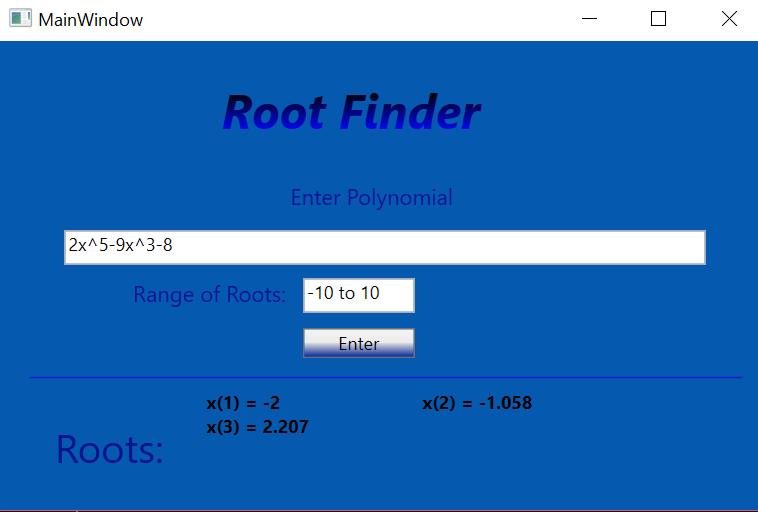 MainWindow
Root Finder
Enter Polynomial
2x^5-9x^3-8
Range of Roots: -10 to 10
Enter
x(1) = -2 x(2) = -1.058
x(3) = 2.207
Roots: